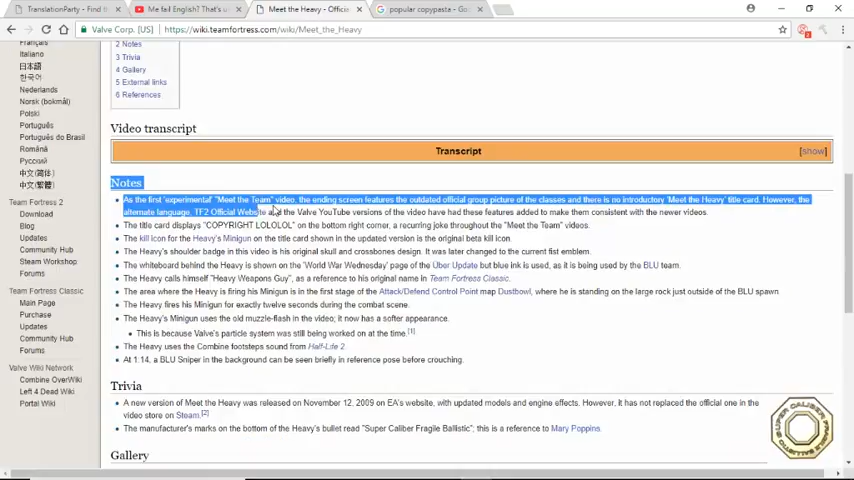 TranslationParty - Find t
Me fail English? That's u
Meet the Heavy - Offici
popular copypasta - Go
Valve Corp. [US]
https://wiki.teamfortress.com/wiki/Meet_the_Heavy
Français
Italiano
日本語
한국어
Nederlands
Norsk (bokmål)
Polski
Português
Português do Brasil
Română
Русский
中文(简体)
中文(繁體)
Team Fortress 2
Download
Blog
Updates
Community Hub
Steam Workshop
Forums
Team Fortress Classic
Main Page
Purchase
Updates
Community Hub
Forums
Valve Wiki Network
Combine OverWiki
Left 4 Dead Wiki
Portal Wiki
2 Notes
3 Trivia
4 Gallery
5 External links
6 References
Video transcript
Transcript
[show]
Notes
As the first 'experimental' "Meet the Team" video, the ending screen features the outdated official group picture of the classes and there is no introductory 'Meet the Heavy' title card. However, the
alternate language, TF2 Official Website and the Valve YouTube versions of the video have had these features added to make them consistent with the newer videos.
The title card displays "COPYRIGHT LOLOLOL" on the bottom right corner, a recurring joke throughout the "Meet the Team" videos.
The kill icon for the Heavy's Minigun on the title card shown in the updated version is the original beta kill icon.
The Heavy's shoulder badge in this video is his original skull and crossbones design. It was later changed to the current fist emblem.
The whiteboard behind the Heavy is shown on the 'World War Wednesday' page of the Über Update but blue ink is used, as it is being used by the BLU team.
The Heavy calls himself "Heavy Weapons Guy", as a reference to his original name in Team Fortress Classic.
The area where the Heavy is firing his Minigun is in the first stage of the Attack/Defend Control Point map Dustbowl, where he is standing on the large rock just outside of the BLU spawn.
The Heavy fires his Minigun for exactly twelve seconds during the combat scene.
The Heavy's Minigun uses the old muzzle-flash in the video; it now has a softer appearance.
This is because Valve's particle system was still being worked on at the time.[1]
The Heavy uses the Combine footsteps sound from Half-Life 2.
At 1:14, a BLU Sniper in the background can be seen briefly in reference pose before crouching.
Trivia
A new version of Meet the Heavy was released on November 12, 2009 on EA's website, with updated models and engine effects. However, it has not replaced the official one in the
video store on Steam.[2]
The manufacturer's marks on the bottom of the Heavy's bullet read "Super Caliber Fragile Ballistic"; this is a reference to Mary Poppins.
Gallery
SUPER CALIBER FRAGILE BALLISTIC